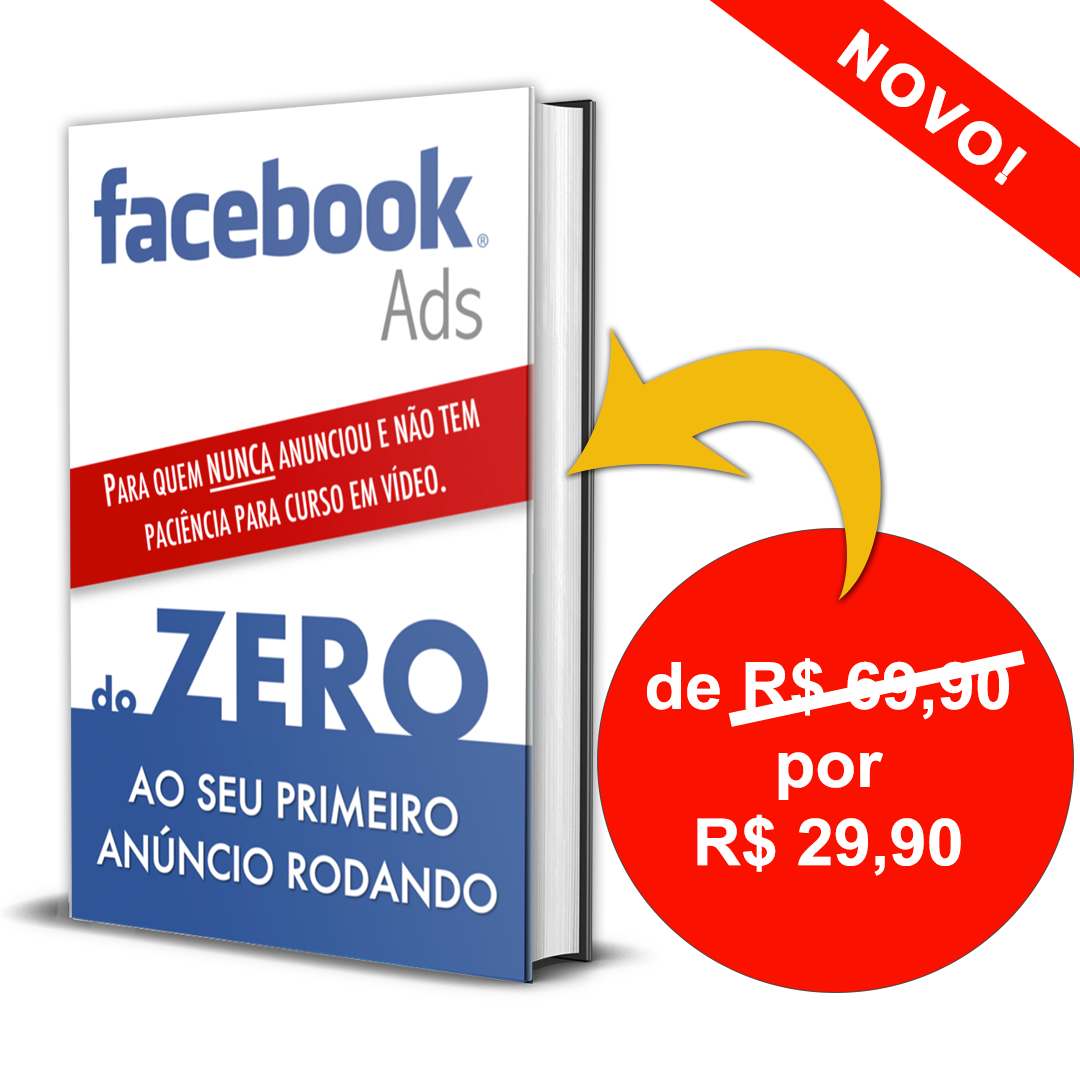 NOVO!
facebook®
Ads
PARA QUEM NUNCA ANUNCIOU E NÃO TEM
PACIÊNCIA PARA CURSO EM VÍDEO.
do ZERO
AO SEU PRIMEIRO
ANÚNCIO RODANDO
de R$ 69,90
por
R$ 29,90